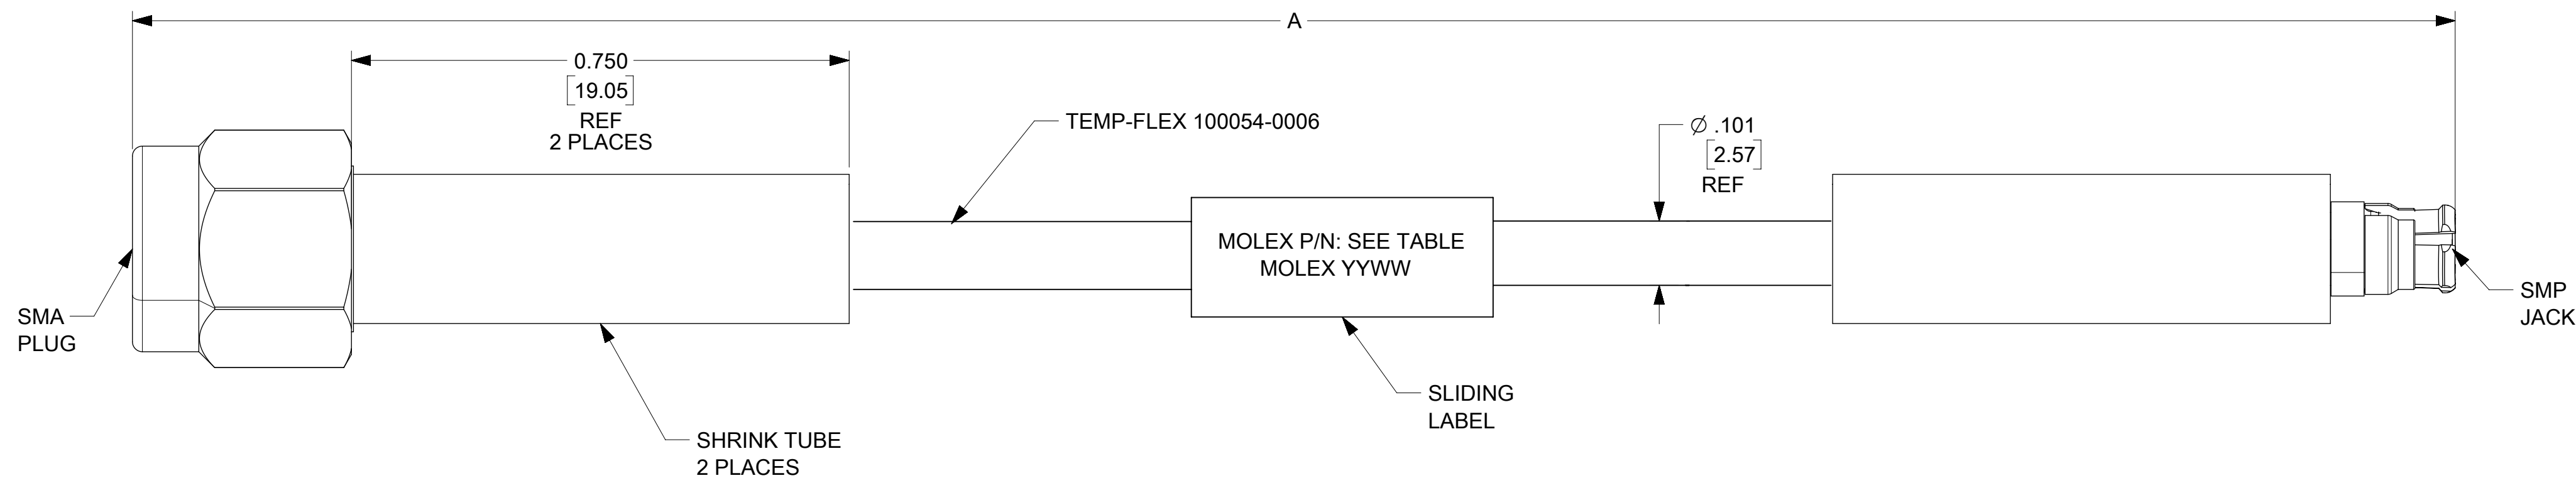 A
0.750
[19.05]
REF
2 PLACES
TEMP-FLEX 100054-0006
Ø .101
[2.57]
REF
MOLEX P/N: SEE TABLE
MOLEX YYWW
SMA
PLUG
SMP
JACK
SLIDING
LABEL
SHRINK TUBE
2 PLACES